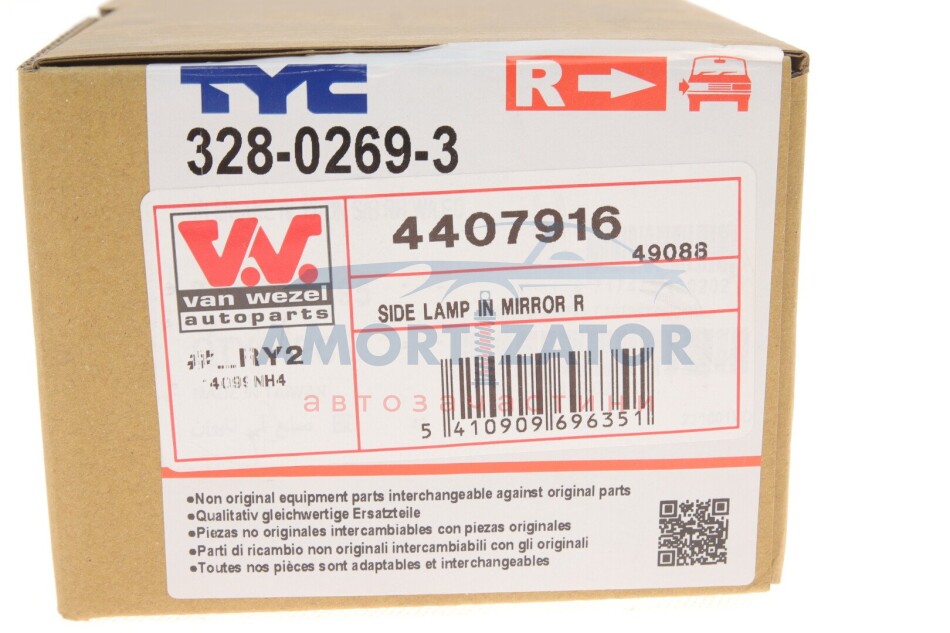 TYC
R
328-0269-3
V.W.
van wezel
autoparts
4407916
49088
SIDE LAMP IN MIRROR R
AMORTIZATOR
автозапчастини
RY2
NH4
5 410909 696351
●Non original equipment parts interchangeable against original parts
●Qualitativ gleichwertige Ersatzteile
●Piezas no originales intercambiables con piezas originales
●Parti di ricambio non originali intercambiabili con gli originali
●Toutes nos pièces sont adaptables et interchangeables